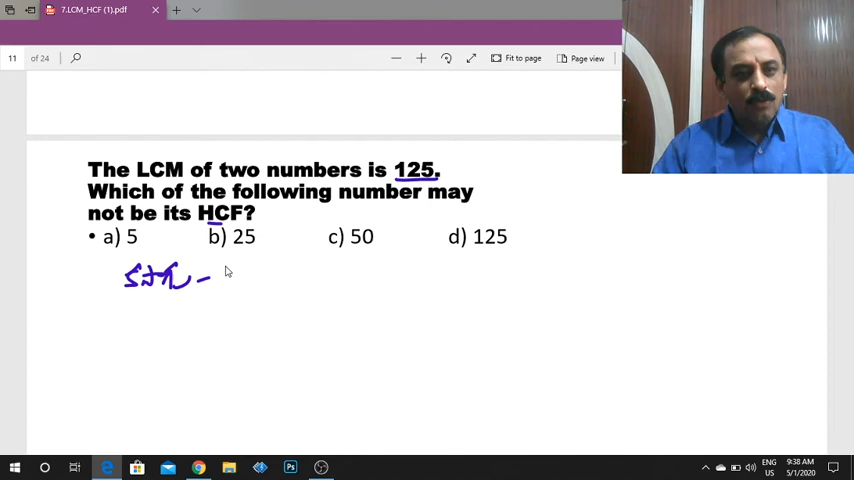 7.LCM_HCF (1).pdf
11 of 24 Fit to page Page view
The LCM of two numbers is 125.
Which of the following number may
not be its HCF?
• a) 5 b) 25 c) 50 d) 125
ENG 9:38 AM
US 5/1/2020